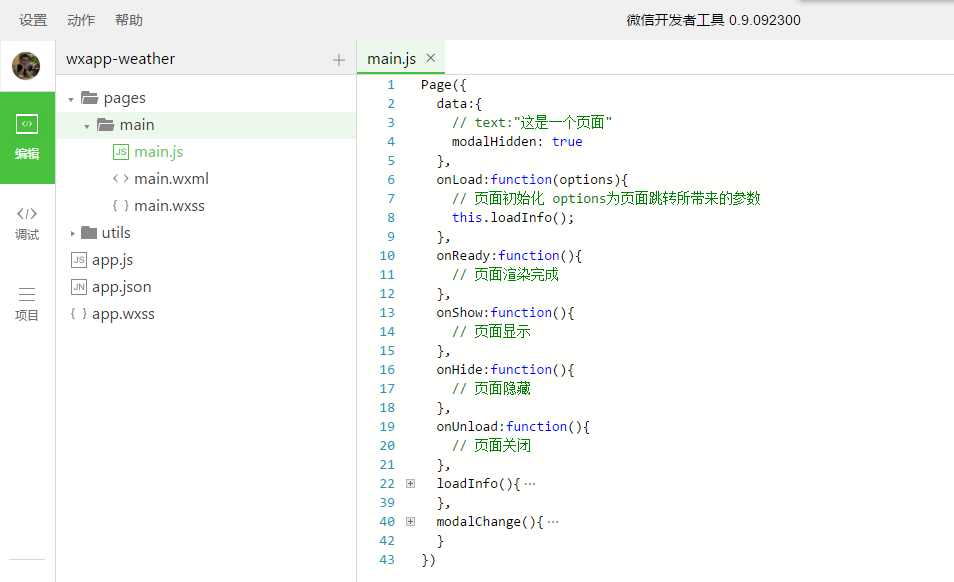 设置 动作 帮助 微信开发者工具 0.9.092300
wxapp-weather + main.js ×
编辑
调试
项目
pages
main
JS main.js
<> main.wxml
{ } main.wxss
utils
JS app.js
JN app.json
{ } app.wxss
1 Page({
2 data:{
3 // text:"这是一个页面"
4 modalHidden: true
5 },
6 onLoad:function(options){
7 // 页面初始化 options为页面跳转所带来的参数
8 this.loadInfo();
9 },
10 onReady:function(){
11 // 页面渲染完成
12 },
13 onShow:function(){
14 // 页面显示
15 },
16 onHide:function(){
17 // 页面隐藏
18 },
19 onUnload:function(){
20 // 页面关闭
21 },
22 loadInfo(){ ···
39 },
40 modalChange(){ ···
42 }
43 })